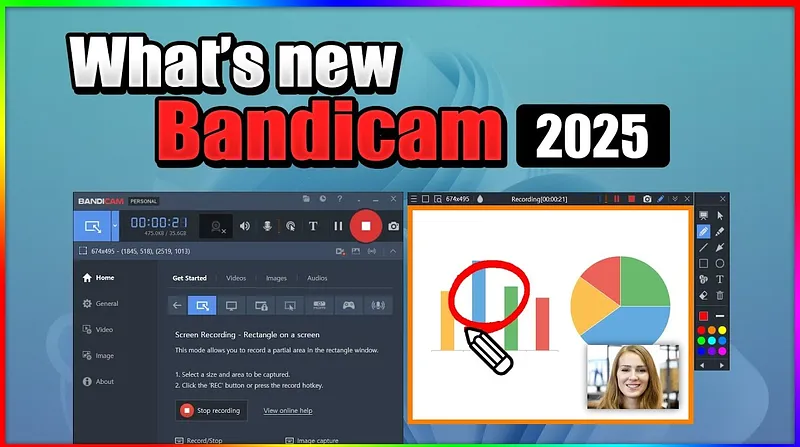 What's new
Bandicam 2025
BANDICAM PERSONAL
00:00:21
475.0KB / 35.6GB
674x495 - (1845, 518), (2519, 1013)
Home
General
Video
Image
About
Get Started Videos Images Audios
HDMI
Screen Recording - Rectangle on a screen
This mode allows you to record a partial area in the rectangle window.
1. Select a size and area to be captured.
2. Click the 'REC' button or press the record hotkey.
Stop recording View online help
Record/Stop Image capture
674x495 Recording[00:00:21]